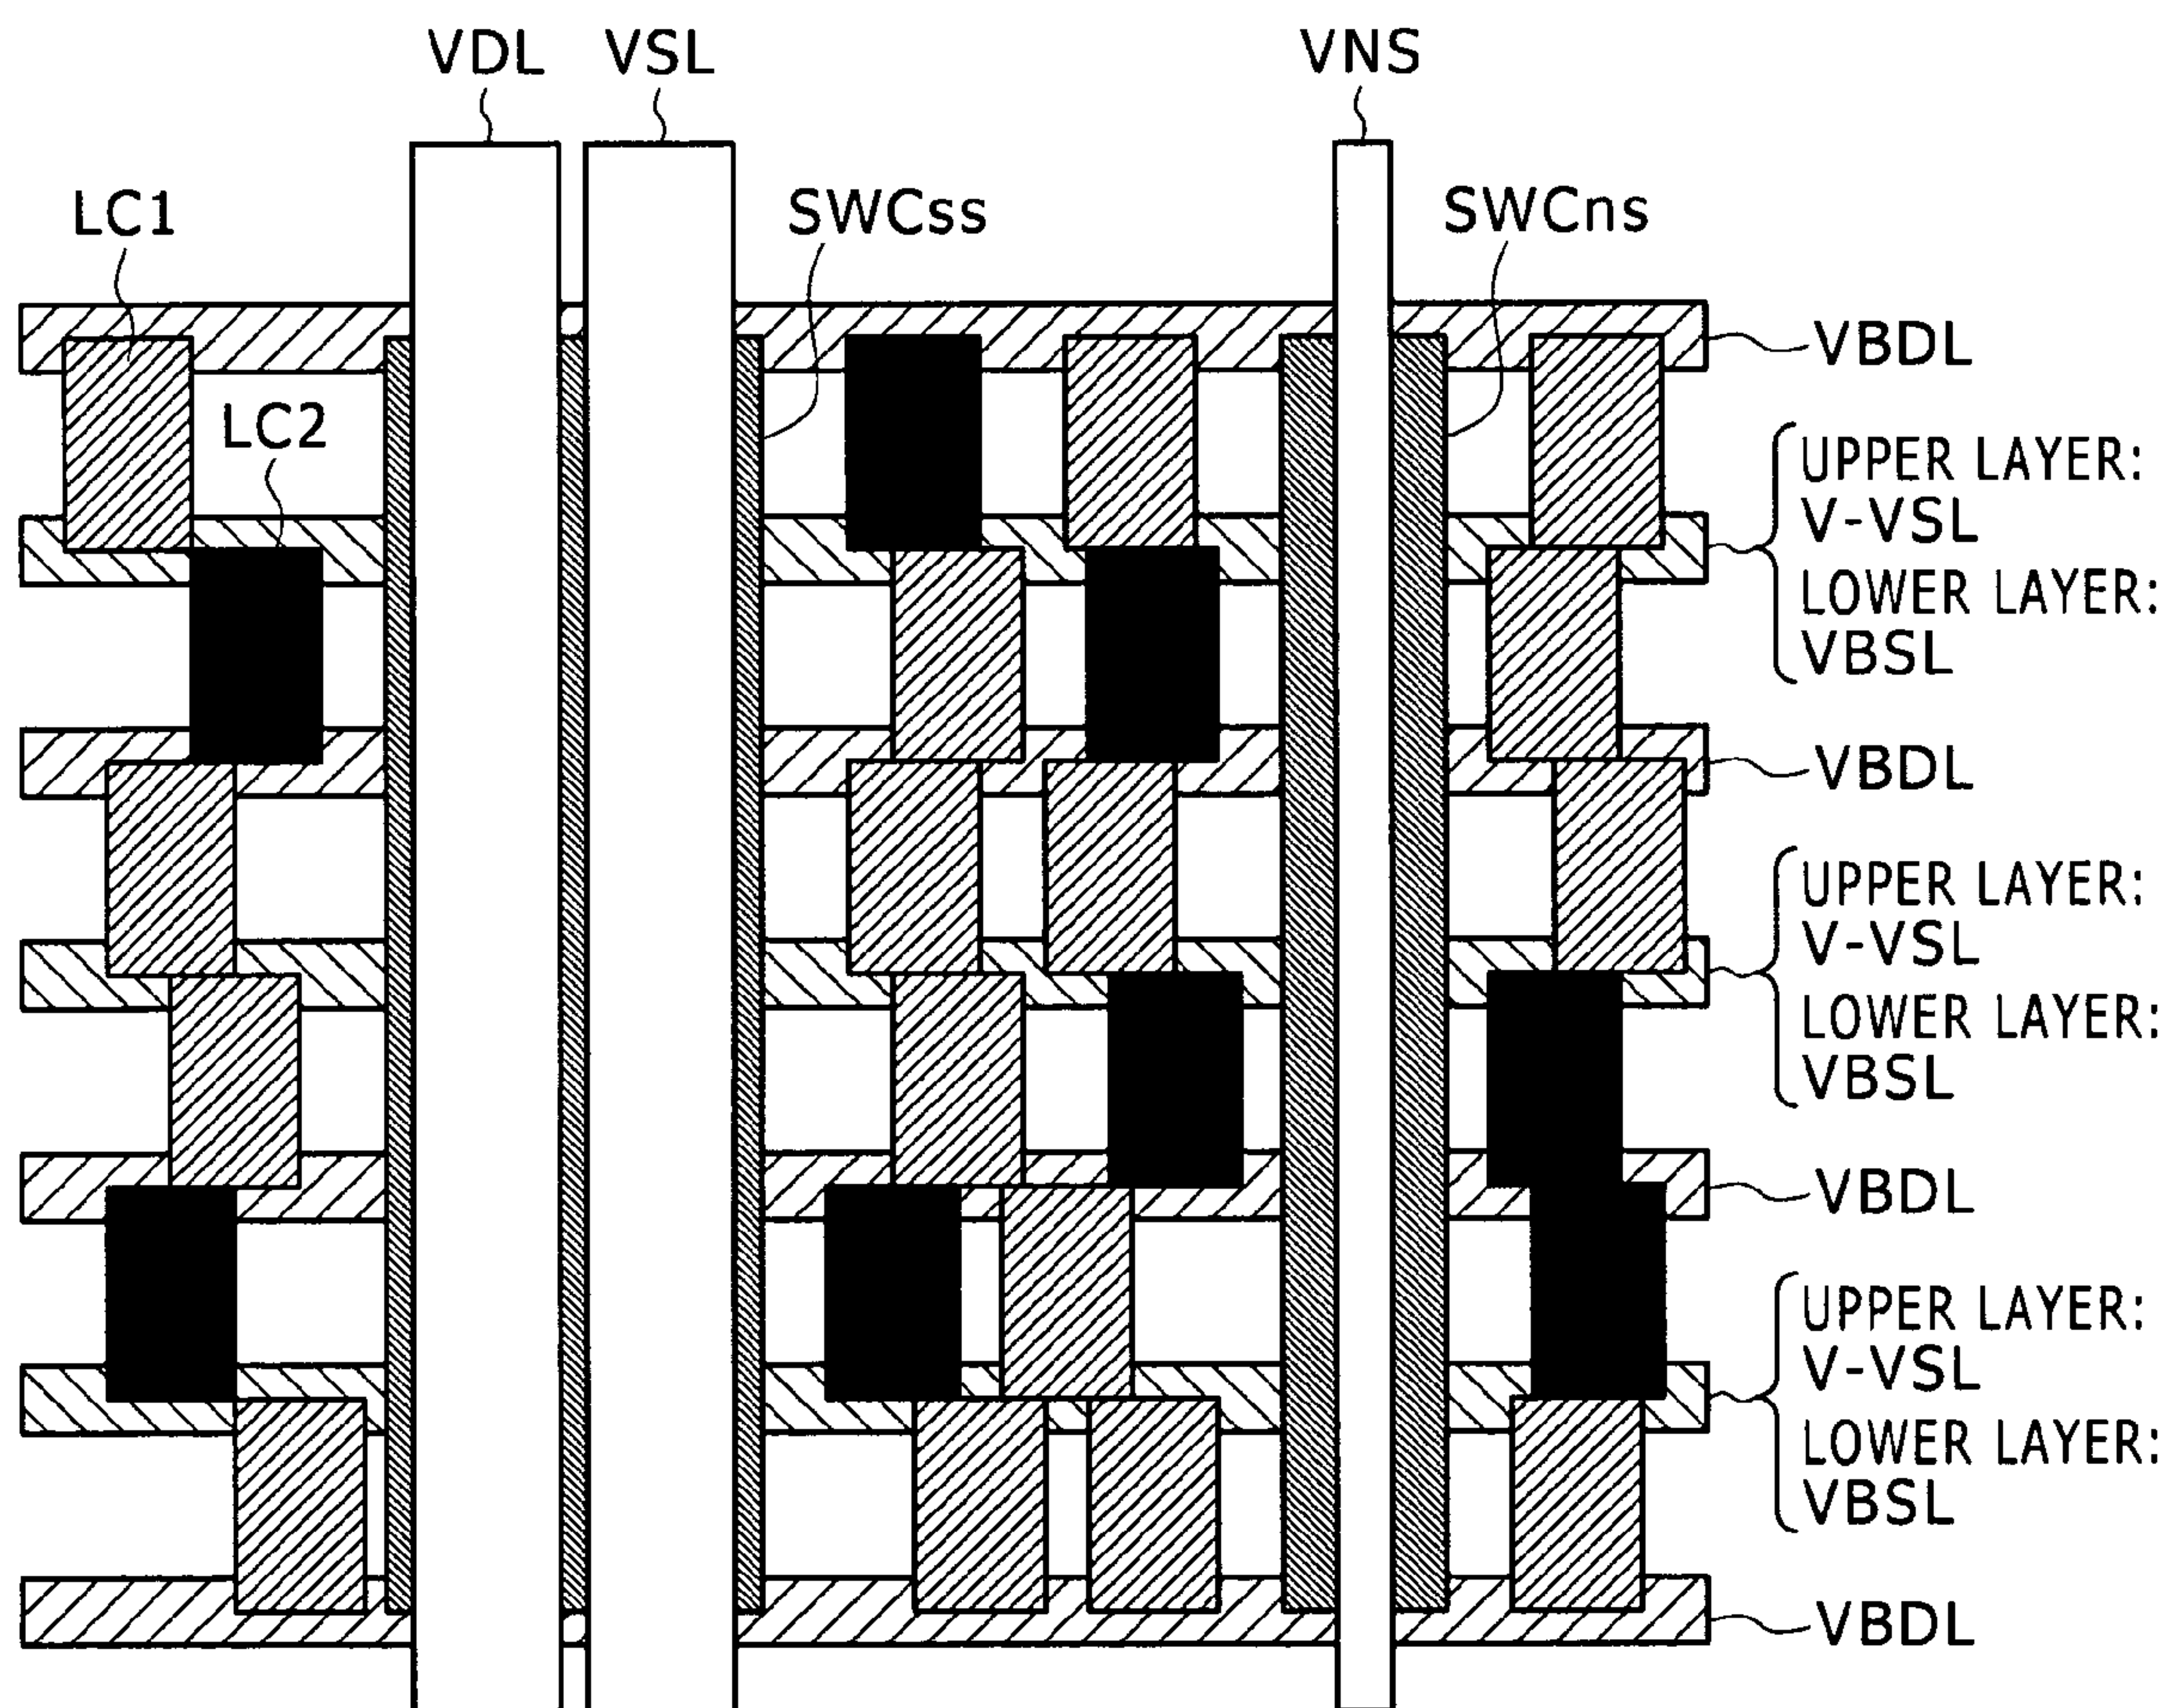 VDL
VSL
VNS
LC1
SWCss
SWCns
VBDL
LC2
UPPER LAYER:
V-VSL
LOWER LAYER:
VBSL
VBDL
UPPER LAYER:
V-VSL
LOWER LAYER:
VBSL
VBDL
UPPER LAYER:
V-VSL
LOWER LAYER:
VBSL
VBDL